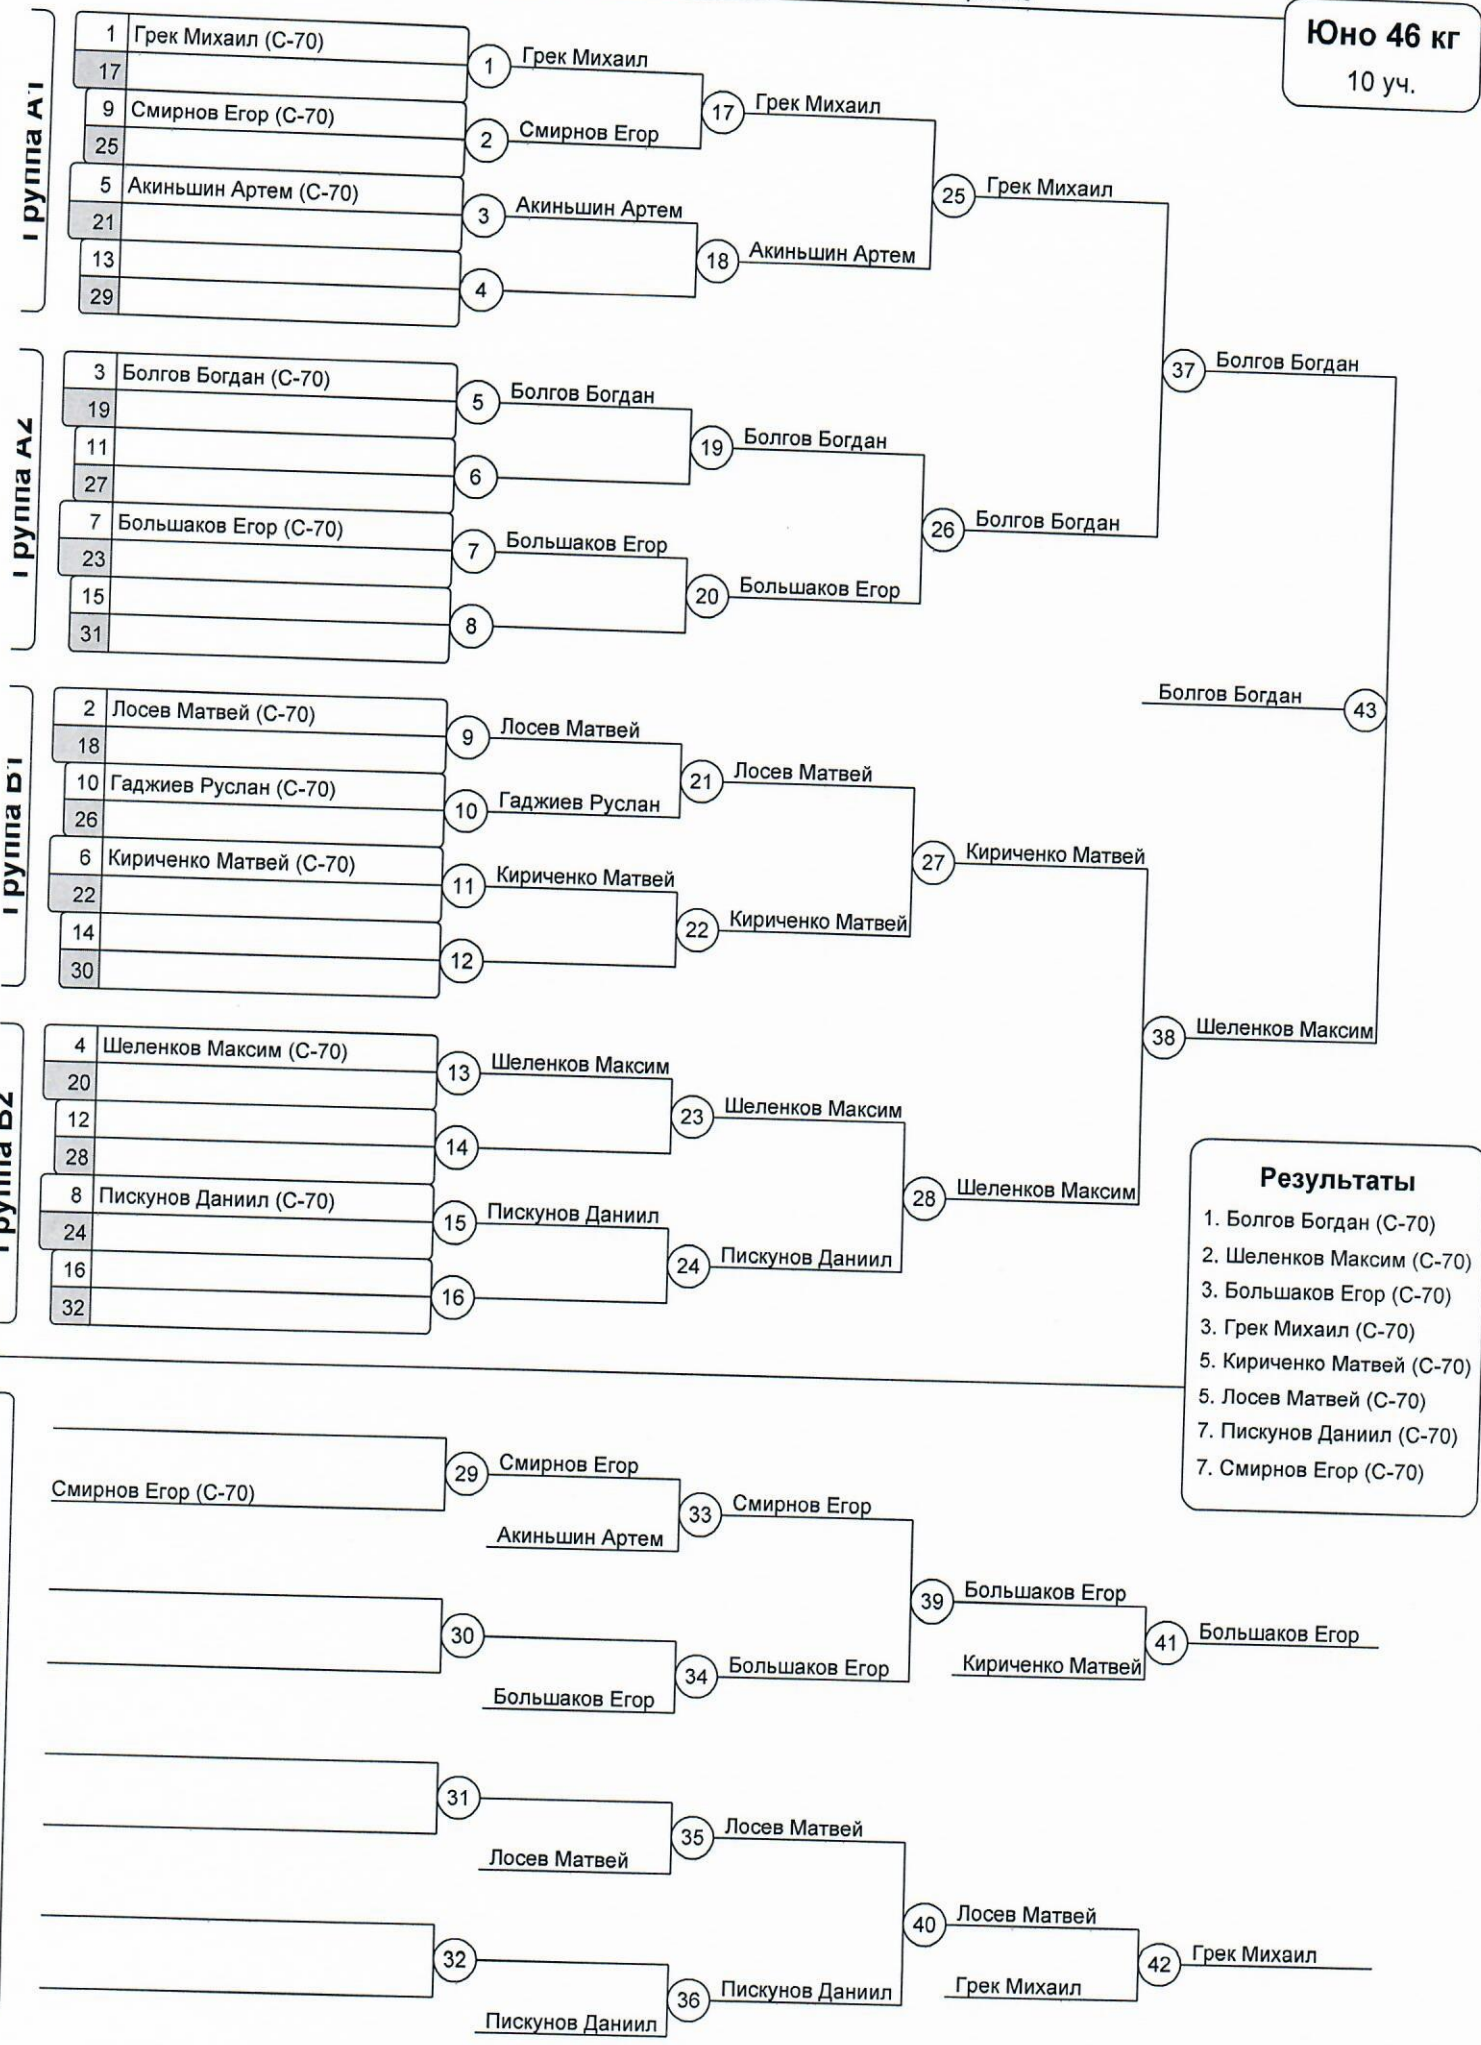 Юно 46 кг
10 уч.
Группа А1
1 Грек Михаил (С-70)
17
9 Смирнов Егор (С-70)
25
5 Акиньшин Артем (С-70)
21
13
29
1 Грек Михаил
2 Смирнов Егор
3 Акиньшин Артем
4
17 Грек Михаил
18 Акиньшин Артем
25 Грек Михаил
Группа А2
3 Болгов Богдан (С-70)
19
11
27
7 Большаков Егор (С-70)
23
15
31
5 Болгов Богдан
6
7 Большаков Егор
8
19 Болгов Богдан
20 Большаков Егор
26 Болгов Богдан
37 Болгов Богдан
Группа В1
2 Лосев Матвей (С-70)
18
10 Гаджиев Руслан (С-70)
26
6 Кириченко Матвей (С-70)
22
14
30
9 Лосев Матвей
10 Гаджиев Руслан
11 Кириченко Матвей
12
21 Лосев Матвей
22 Кириченко Матвей
27 Кириченко Матвей
Болгов Богдан 43
Группа В2
4 Шеленков Максим (С-70)
20
12
28
8 Пискунов Даниил (С-70)
24
16
32
13 Шеленков Максим
14
15 Пискунов Даниил
16
23 Шеленков Максим
24 Пискунов Даниил
28 Шеленков Максим
38 Шеленков Максим
Результаты
1. Болгов Богдан (С-70)
2. Шеленков Максим (С-70)
3. Большаков Егор (С-70)
3. Грек Михаил (С-70)
5. Кириченко Матвей (С-70)
5. Лосев Матвей (С-70)
7. Пискунов Даниил (С-70)
7. Смирнов Егор (С-70)
Смирнов Егор (С-70)
29 Смирнов Егор
Акиньшин Артем
33 Смирнов Егор
30
Большаков Егор
34 Большаков Егор
39 Большаков Егор
Кириченко Матвей
41 Большаков Егор
31
Лосев Матвей
35 Лосев Матвей
32
Пискунов Даниил
36 Пискунов Даниил
40 Лосев Матвей
Грек Михаил
42 Грек Михаил